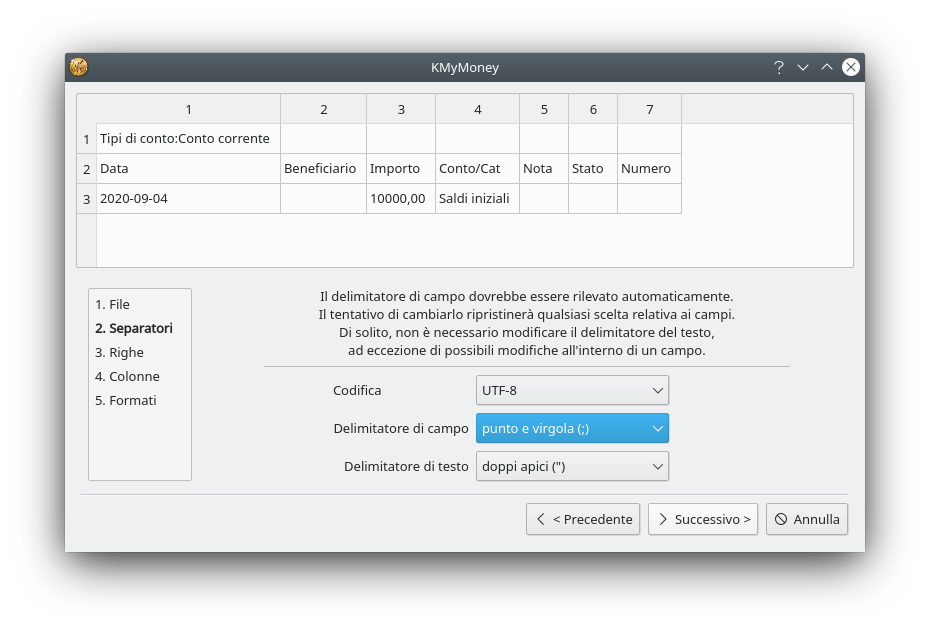 KMyMoney
1 2 3 4 5 6 7
1 Tipi di conto:Conto corrente
2 Data Beneficiario Importo Conto/Cat Nota Stato Numero
3 2020-09-04 10000,00 Saldi iniziali
1. File
2. Separatori
3. Righe
4. Colonne
5. Formati
Il delimitatore di campo dovrebbe essere rilevato automaticamente.
Il tentativo di cambiarlo ripristinerà qualsiasi scelta relativa ai campi.
Di solito, non è necessario modificare il delimitatore del testo,
ad eccezione di possibili modifiche all'interno di un campo.
Codifica UTF-8
Delimitatore di campo punto e virgola (;)
Delimitatore di testo doppi apici (")
< Precedente Successivo > Annulla